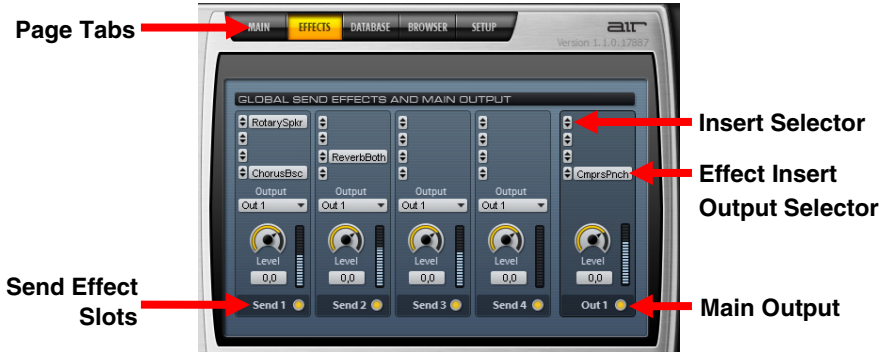 Page Tabs
MAIN EFFECTS DATABASE BROWSER SETUP
air
Version 1.1.0.17887
GLOBAL SEND EFFECTS AND MAIN OUTPUT
RotarySpkr
Insert Selector
ReverbBoth
ChorusBsc
CmprsPnch
Effect Insert
Output Selector
Output Output Output Output
Out 1 Out 1 Out 1 Out 1
Level Level Level Level Level
0,0 0,0 0,0 0,0 0,0
Send Effect
Slots
Send 1 Send 2 Send 3 Send 4 Out 1
Main Output